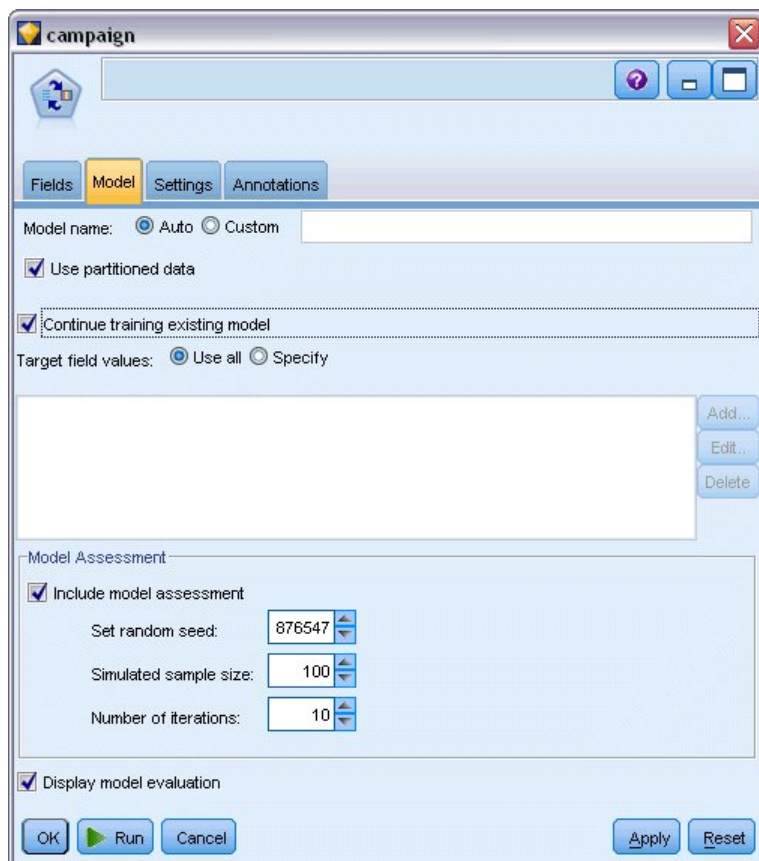 campaign
Fields Model Settings Annotations
Model name: Auto Custom
Use partitioned data
Continue training existing model
Target field values: Use all Specify
Add...
Edit..
Delete
Model Assessment
Include model assessment
Set random seed: 876547
Simulated sample size: 100
Number of iterations: 10
Display model evaluation
OK Run Cancel Apply Reset